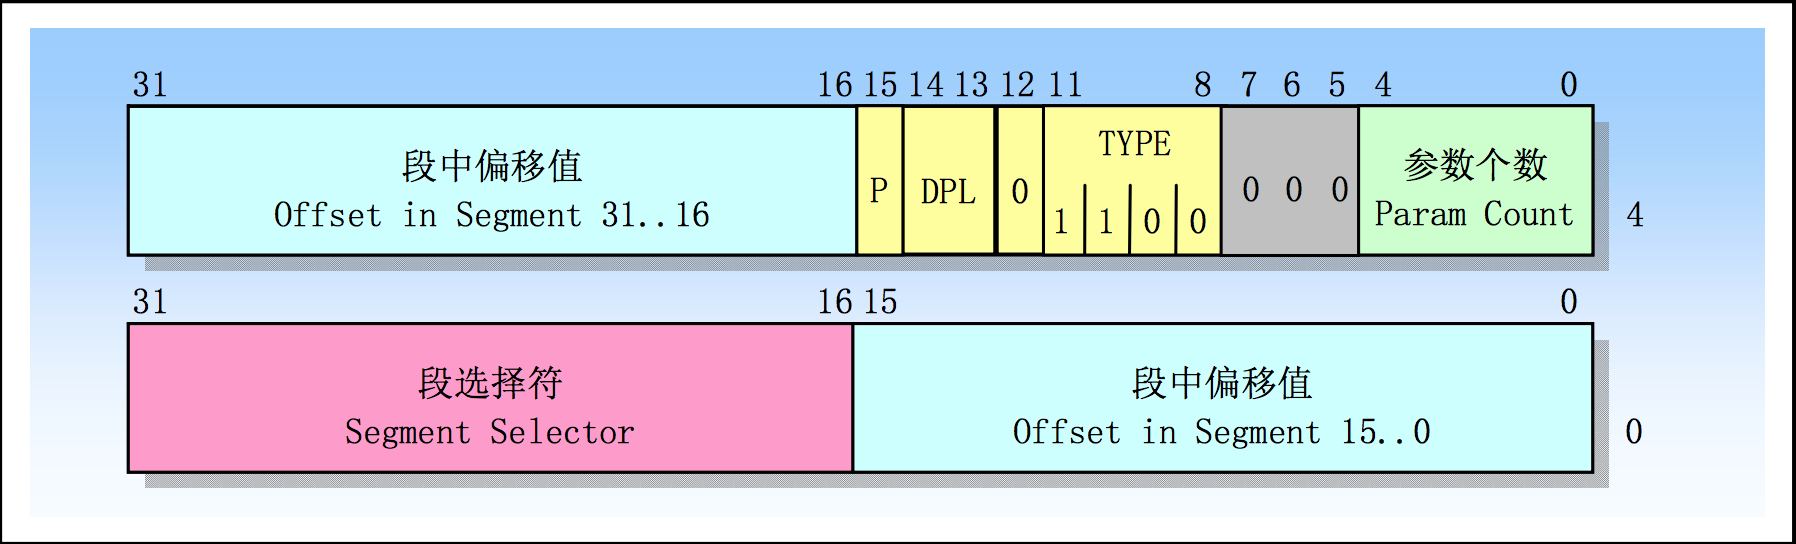 31 16 15 14 13 12 11 8 7 6 5 4 0
段中偏移值
Offset in Segment 31..16
P
DPL
0
TYPE
1 1 0 0
0 0 0
参数个数
Param Count
4
31 16 15 0
段选择符
Segment Selector
段中偏移值
Offset in Segment 15..0
0